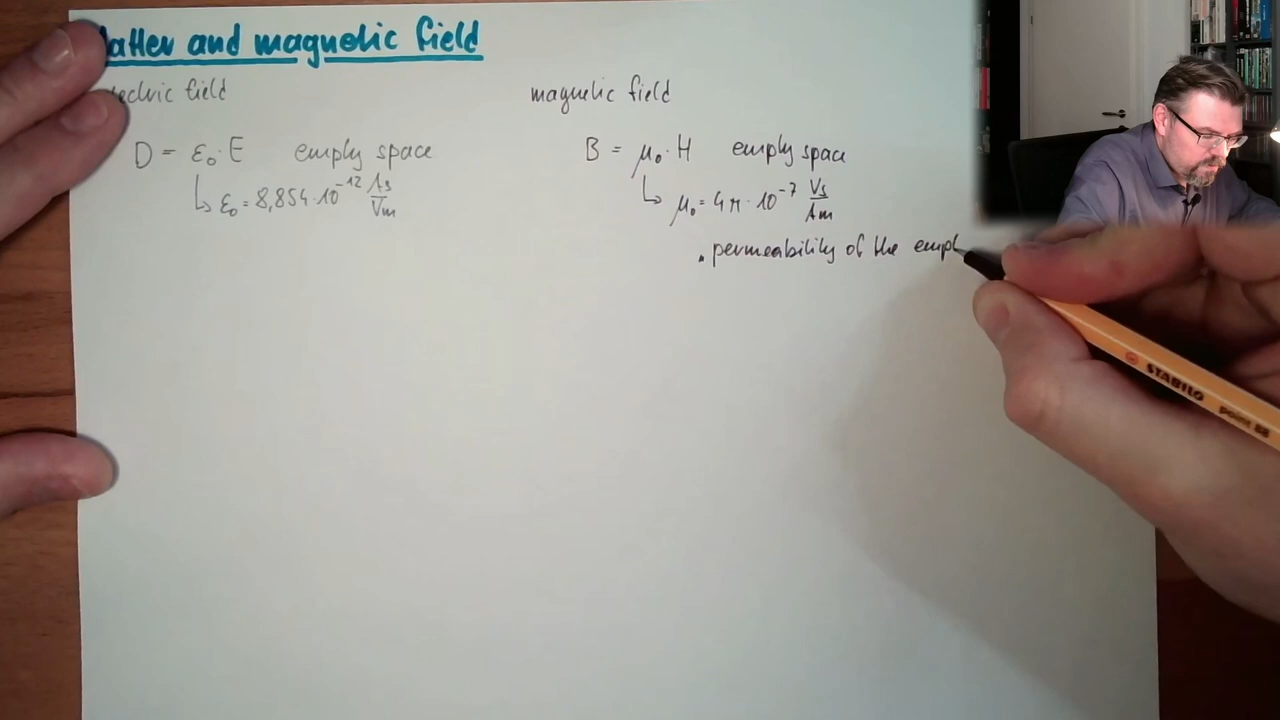 atter and magnetic field
electric field
D = ε₀·E empty space
ε₀ = 8,854·10⁻¹² As/Vm
magnetic field
B = μ₀·H empty space
μ₀ = 4π·10⁻⁷ Vs/Am
permeability of the empt
STABILO point 88